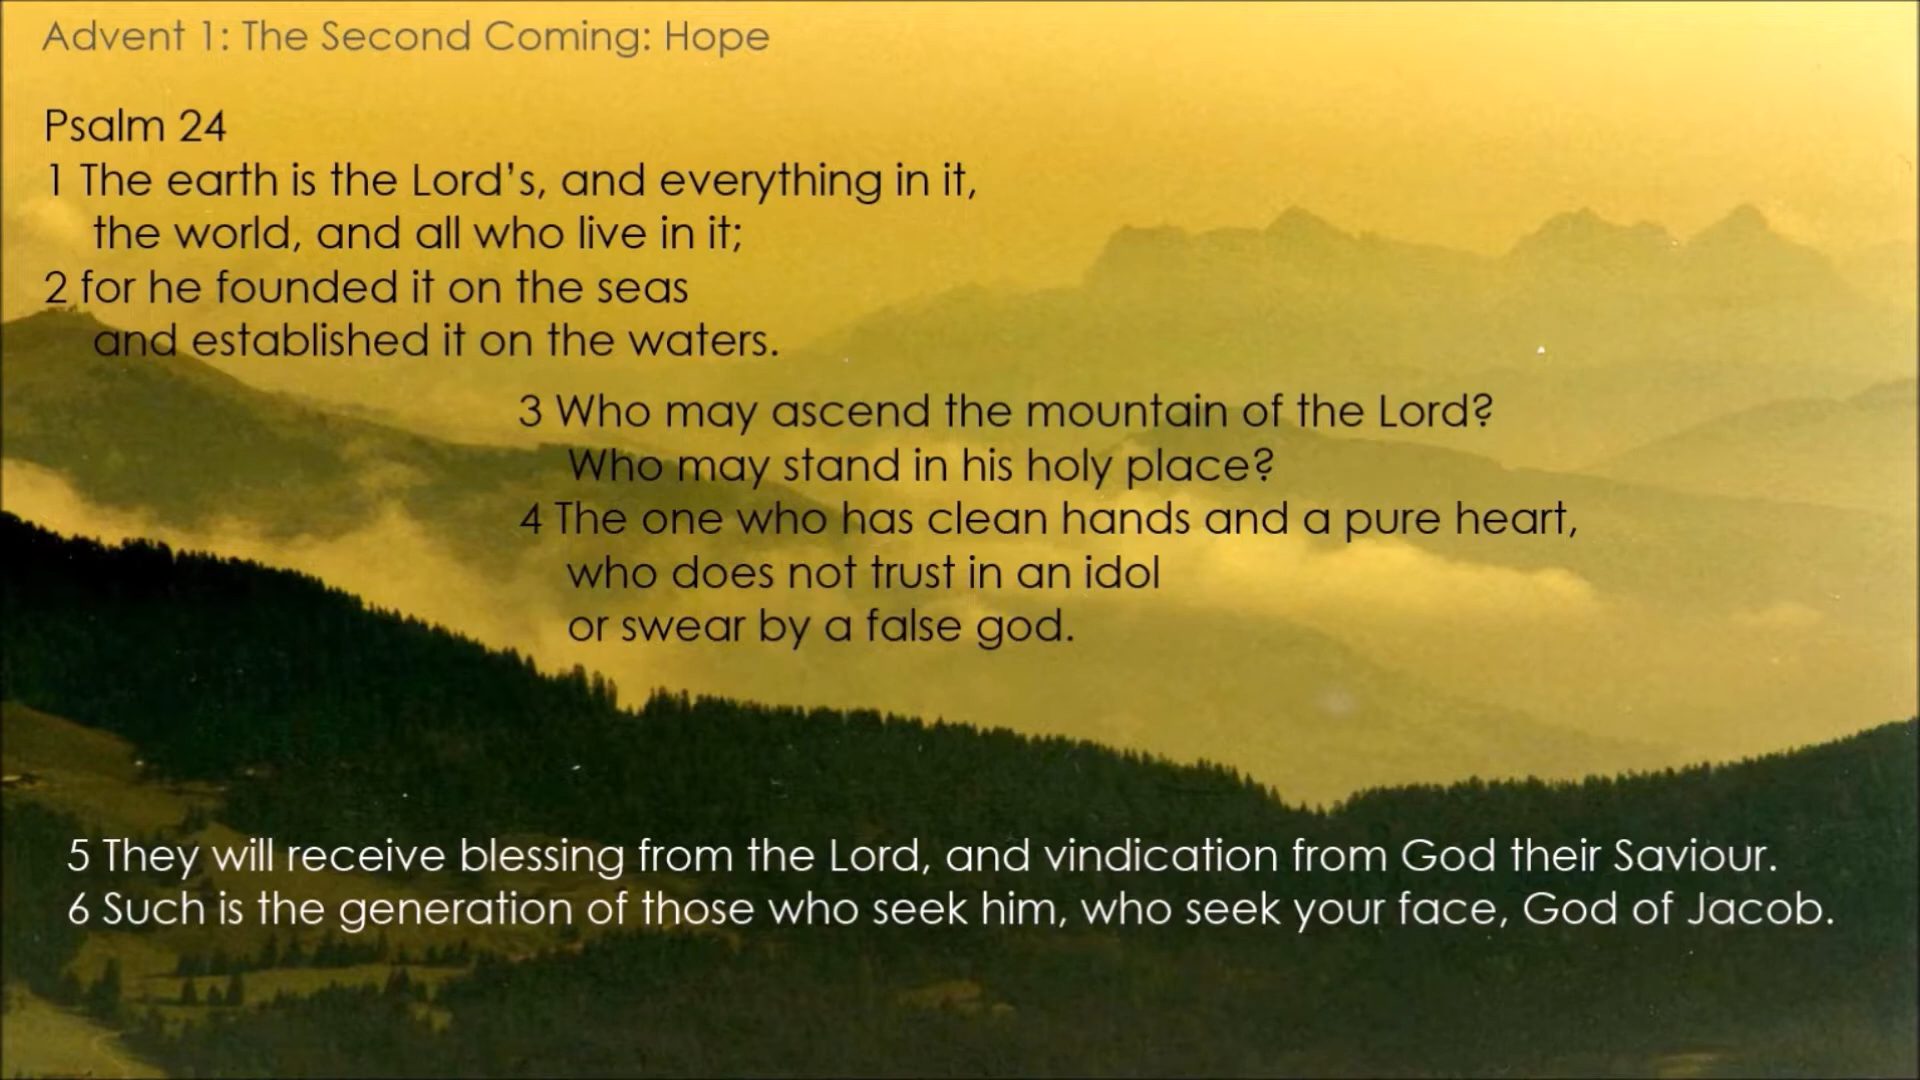 Advent 1: The Second Coming: Hope
Psalm 24
1 The earth is the Lord’s, and everything in it,
the world, and all who live in it;
2 for he founded it on the seas
and established it on the waters.
3 Who may ascend the mountain of the Lord?
Who may stand in his holy place?
4 The one who has clean hands and a pure heart,
who does not trust in an idol
or swear by a false god.
5 They will receive blessing from the Lord, and vindication from God their Saviour.
6 Such is the generation of those who seek him, who seek your face, God of Jacob.